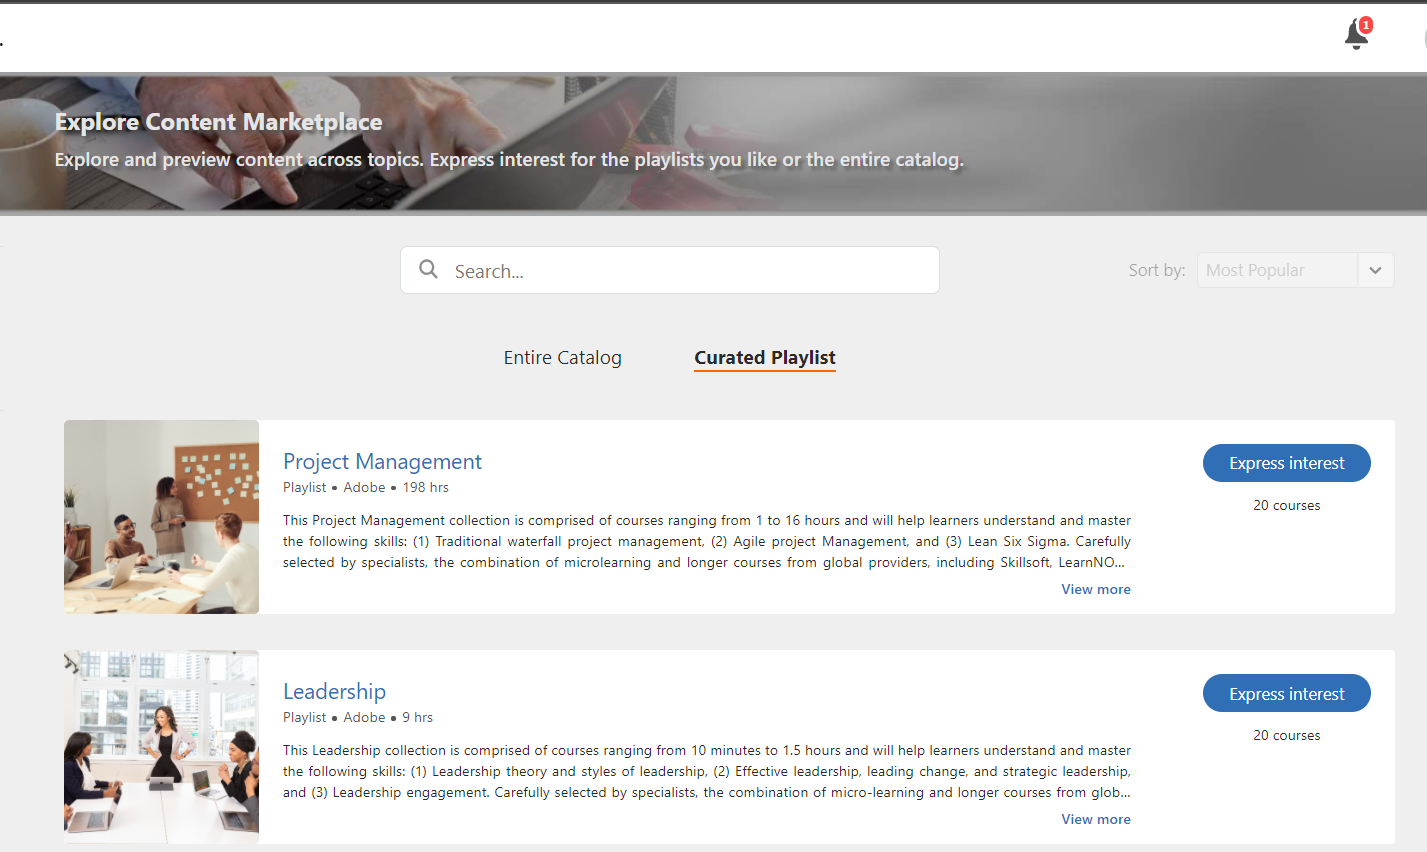 1
Explore Content Marketplace
Explore and preview content across topics. Express interest for the playlists you like or the entire catalog.
Search...
Sort by:
Most Popular
Entire Catalog
Curated Playlist
Project Management
Playlist • Adobe • 198 hrs
This Project Management collection is comprised of courses ranging from 1 to 16 hours and will help learners understand and master
the following skills: (1) Traditional waterfall project management, (2) Agile project Management, and (3) Lean Six Sigma. Carefully
selected by specialists, the combination of microlearning and longer courses from global providers, including Skillsoft, LearnNO...
View more
Express interest
20 courses
Leadership
Playlist • Adobe • 9 hrs
This Leadership collection is comprised of courses ranging from 10 minutes to 1.5 hours and will help learners understand and master
the following skills: (1) Leadership theory and styles of leadership, (2) Effective leadership, leading change, and strategic leadership,
and (3) Leadership engagement. Carefully selected by specialists, the combination of micro-learning and longer courses from glob...
View more
Express interest
20 courses